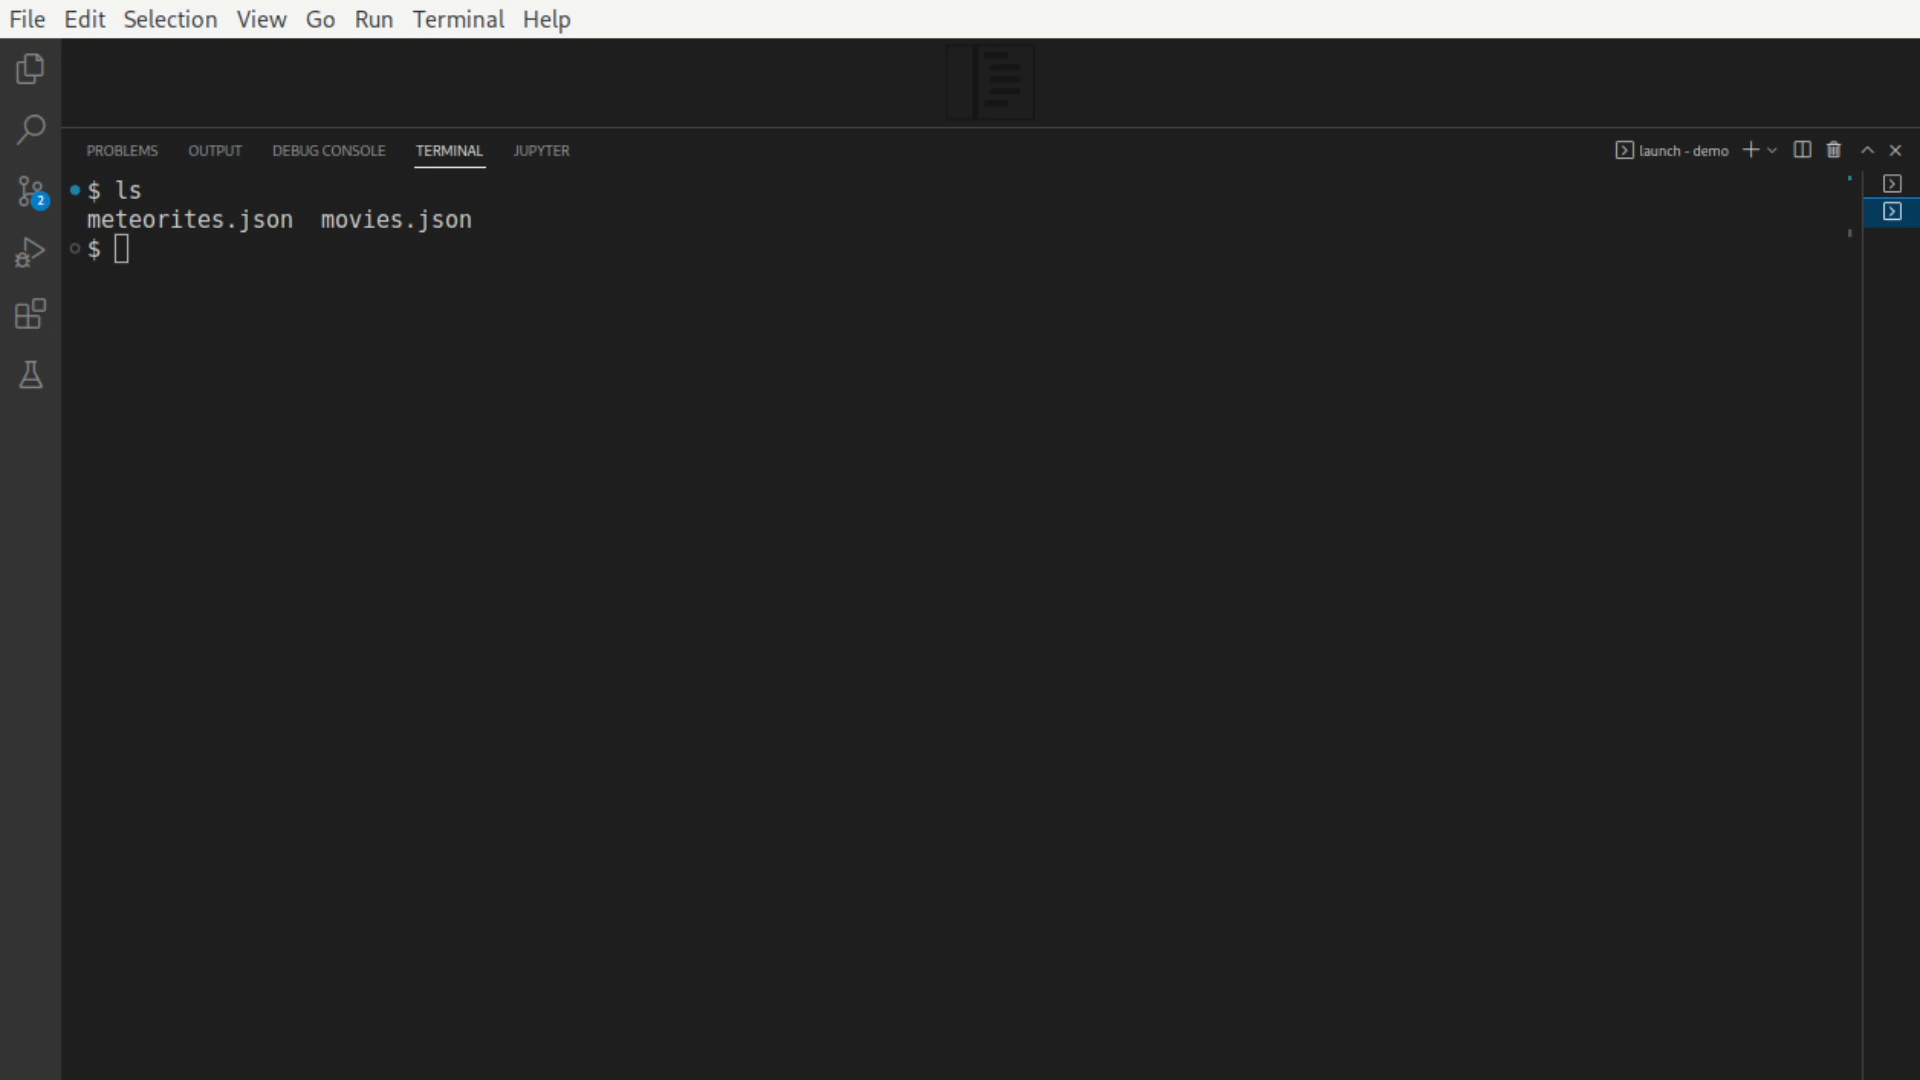 File Edit Selection View Go Run Terminal Help
PROBLEMS OUTPUT DEBUG CONSOLE TERMINAL JUPYTER launch - demo
$ ls
meteorites.json movies.json
2
$